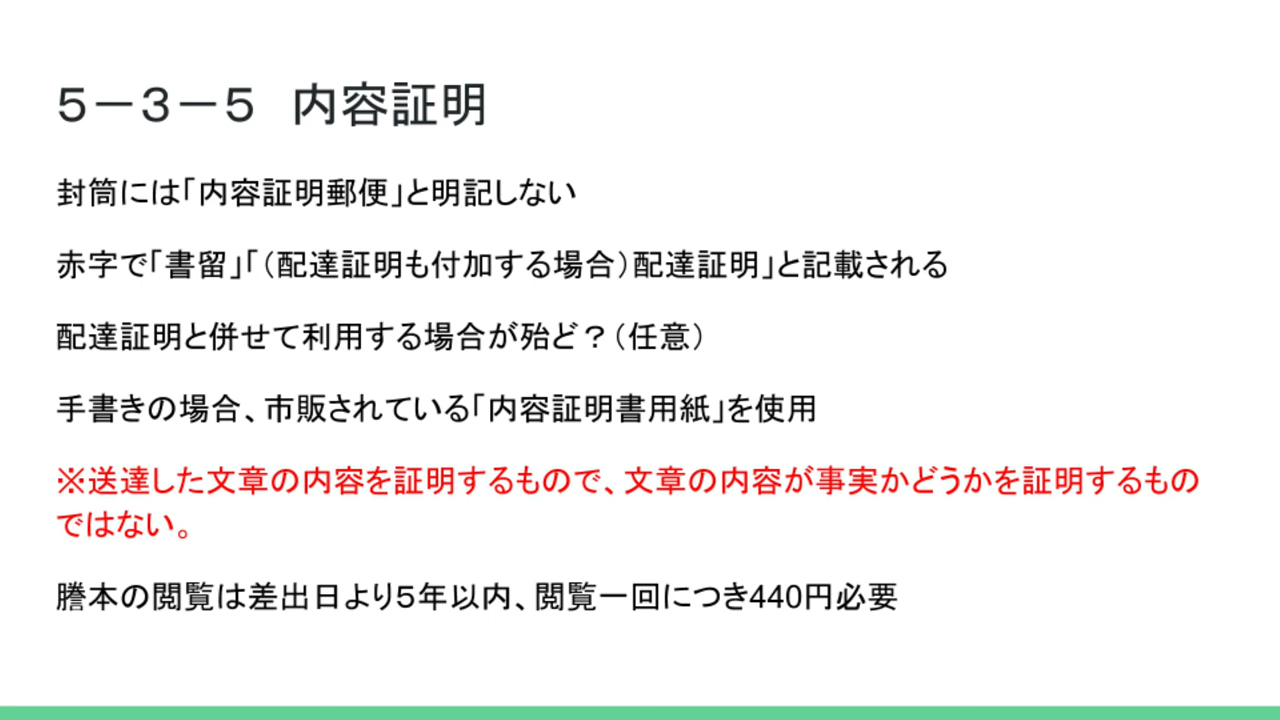 ５－３－５　内容証明
封筒には「内容証明郵便」と明記しない
赤字で「書留」「（配達証明も付加する場合）配達証明」と記載される
配達証明と併せて利用する場合が殆ど？（任意）
手書きの場合、市販されている「内容証明書用紙」を使用
※送達した文章の内容を証明するもので、文章の内容が事実かどうかを証明するもの
ではない。
謄本の閲覧は差出日より５年以内、閲覧一回につき440円必要